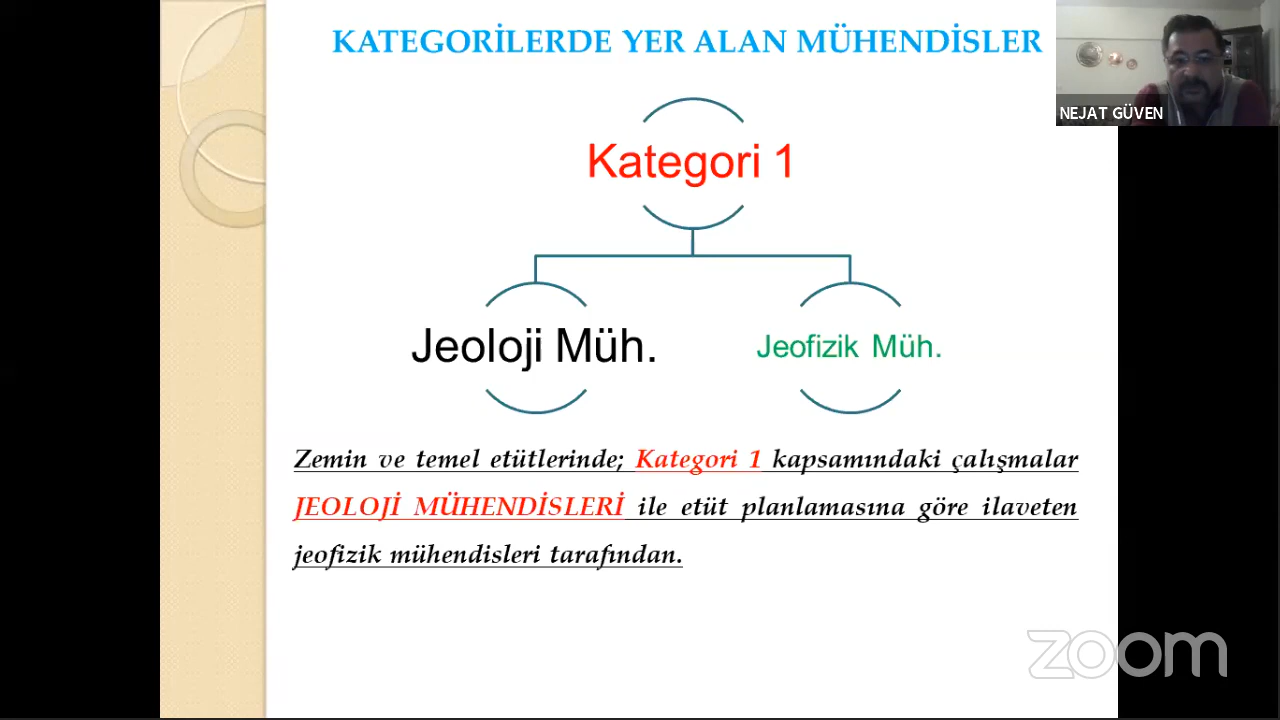 KATEGORİLERDE YER ALAN MÜHENDİSLER
NEJAT GÜVEN
Kategori 1
Jeoloji Müh.
Jeofizik Müh.
Zemin ve temel etütlerinde; Kategori 1 kapsamındaki çalışmalar
JEOLOJİ MÜHENDİSLERİ ile etüt planlamasına göre ilaveten
jeofizik mühendisleri tarafından.
zoom